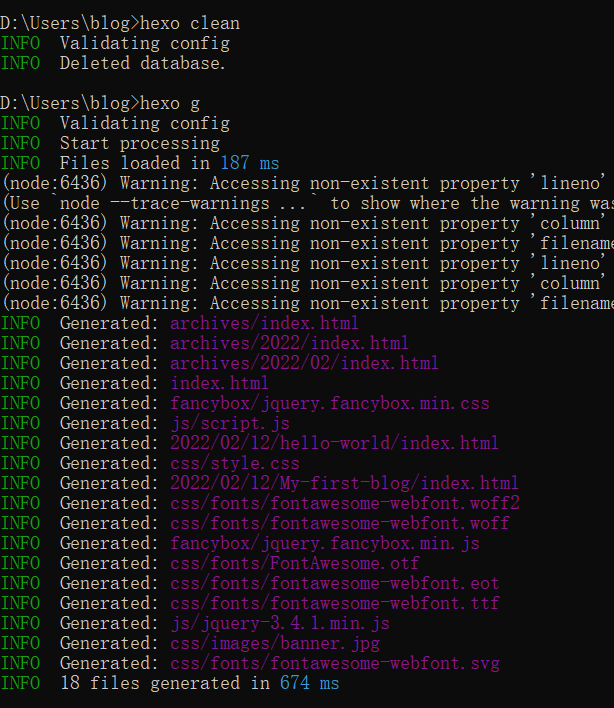 D:\Users\blog>hexo clean
INFO  Validating config
INFO  Deleted database.
D:\Users\blog>hexo g
INFO  Validating config
INFO  Start processing
INFO  Files loaded in 187 ms
(node:6436) Warning: Accessing non-existent property 'lineno'
(Use `node --trace-warnings ...` to show where the warning was
(node:6436) Warning: Accessing non-existent property 'column'
(node:6436) Warning: Accessing non-existent property 'filename
(node:6436) Warning: Accessing non-existent property 'lineno'
(node:6436) Warning: Accessing non-existent property 'column'
(node:6436) Warning: Accessing non-existent property 'filename
INFO  Generated: archives/index.html
INFO  Generated: archives/2022/index.html
INFO  Generated: archives/2022/02/index.html
INFO  Generated: index.html
INFO  Generated: fancybox/jquery.fancybox.min.css
INFO  Generated: js/script.js
INFO  Generated: 2022/02/12/hello-world/index.html
INFO  Generated: css/style.css
INFO  Generated: 2022/02/12/My-first-blog/index.html
INFO  Generated: css/fonts/fontawesome-webfont.woff2
INFO  Generated: css/fonts/fontawesome-webfont.woff
INFO  Generated: fancybox/jquery.fancybox.min.js
INFO  Generated: css/fonts/FontAwesome.otf
INFO  Generated: css/fonts/fontawesome-webfont.eot
INFO  Generated: css/fonts/fontawesome-webfont.ttf
INFO  Generated: js/jquery-3.4.1.min.js
INFO  Generated: css/images/banner.jpg
INFO  Generated: css/fonts/fontawesome-webfont.svg
INFO  18 files generated in 674 ms